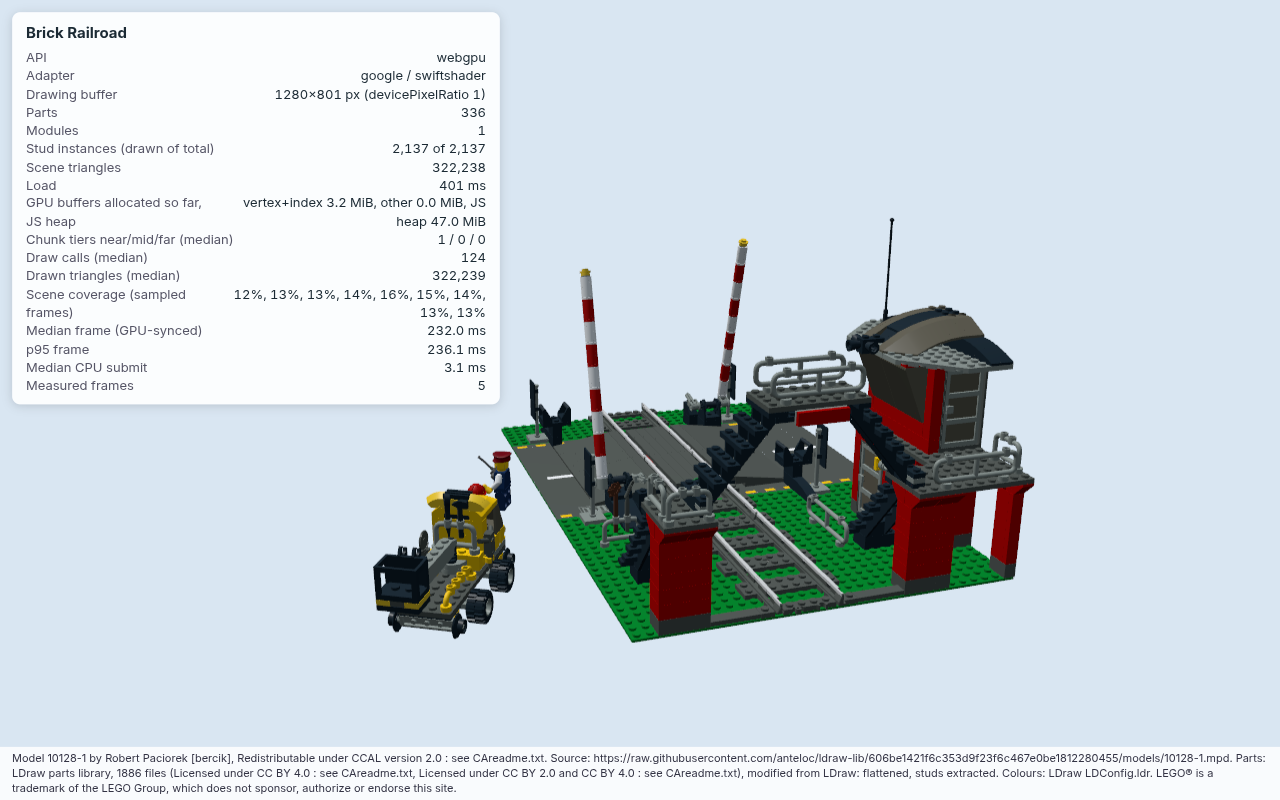 Brick Railroad
API webgpu
Adapter google / swiftshader
Drawing buffer 1280×801 px (devicePixelRatio 1)
Parts 336
Modules 1
Stud instances (drawn of total) 2,137 of 2,137
Scene triangles 322,238
Load 401 ms
GPU buffers allocated so far, vertex+index 3.2 MiB, other 0.0 MiB, JS
JS heap heap 47.0 MiB
Chunk tiers near/mid/far (median) 1 / 0 / 0
Draw calls (median) 124
Drawn triangles (median) 322,239
Scene coverage (sampled 12%, 13%, 13%, 14%, 16%, 15%, 14%,
frames) 13%, 13%
Median frame (GPU-synced) 232.0 ms
p95 frame 236.1 ms
Median CPU submit 3.1 ms
Measured frames 5
Model 10128-1 by Robert Paciorek [bercik], Redistributable under CCAL version 2.0 : see CAreadme.txt. Source: https://raw.githubusercontent.com/anteloc/ldraw-lib/606be1421f6c353d9f23f6c467e0be1812280455/models/10128-1.mpd. Parts:
LDraw parts library, 1886 files (Licensed under CC BY 4.0 : see CAreadme.txt, Licensed under CC BY 2.0 and CC BY 4.0 : see CAreadme.txt), modified from LDraw: flattened, studs extracted. Colours: LDraw LDConfig.ldr. LEGO® is a
trademark of the LEGO Group, which does not sponsor, authorize or endorse this site.